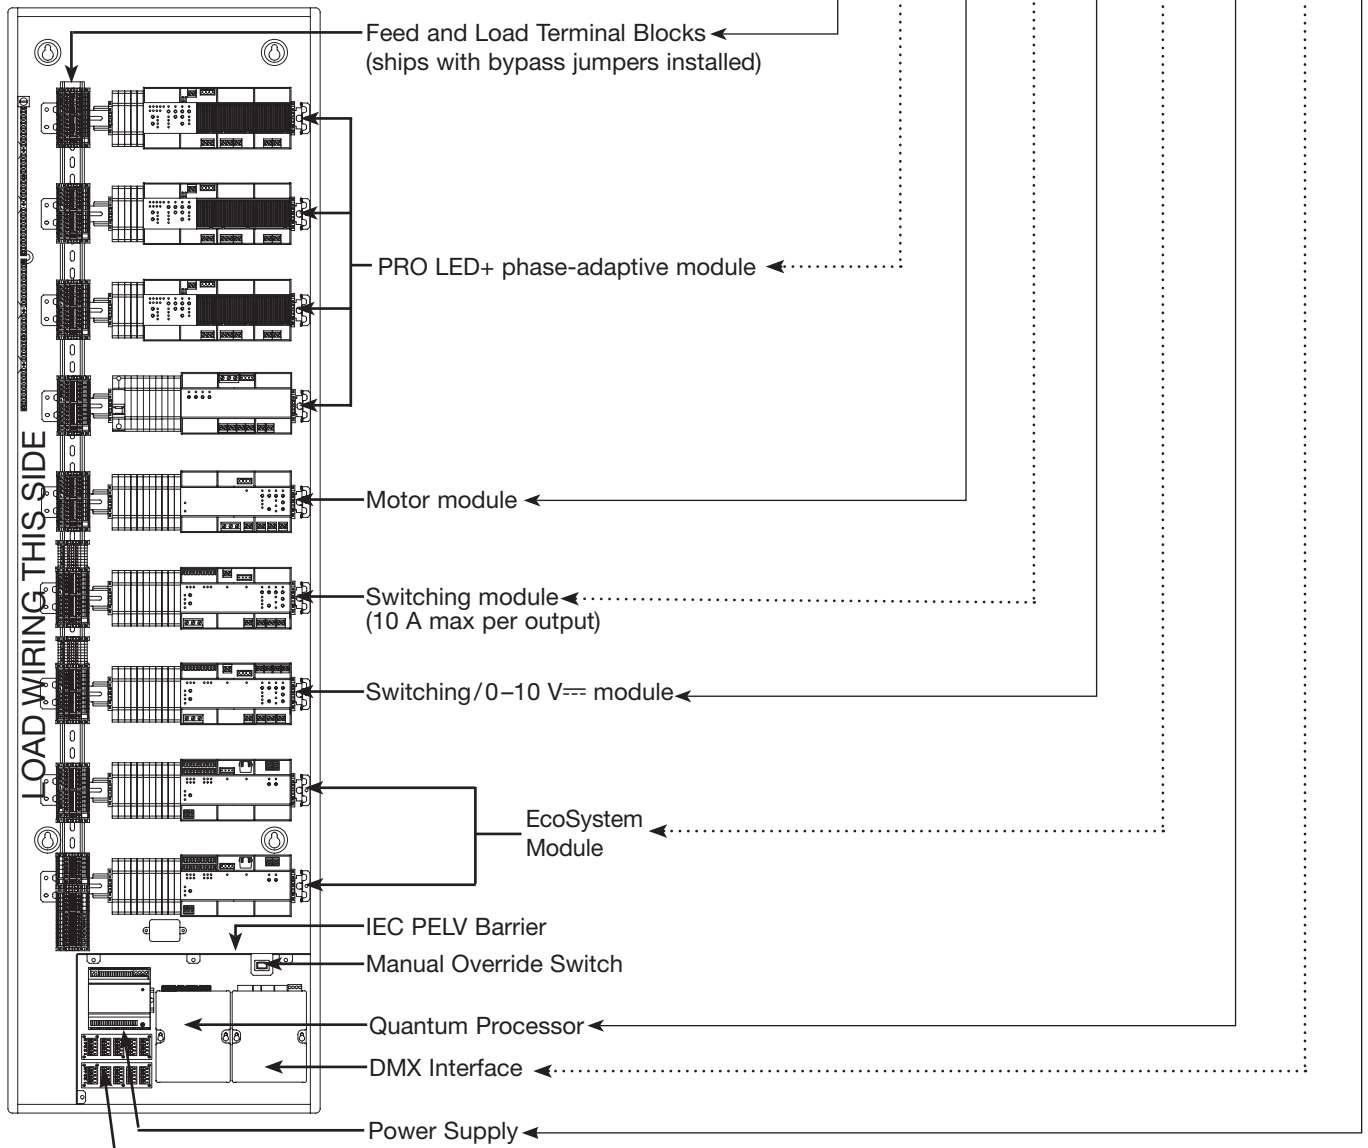 Feed and Load Terminal Blocks
(ships with bypass jumpers installed)
PRO LED+ phase-adaptive module
LOAD WIRING THIS SIDE
Motor module
Switching module
(10 A max per output)
Switching/0–10 V⎓ module
EcoSystem
Module
IEC PELV Barrier
Manual Override Switch
Quantum Processor
DMX Interface
Power Supply